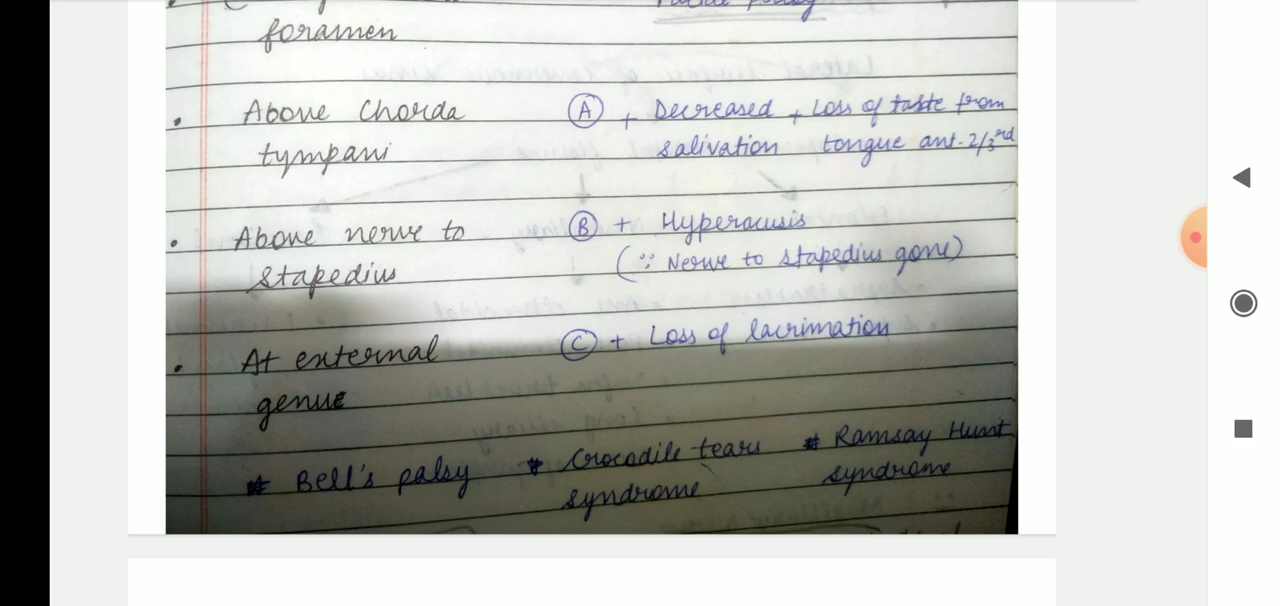 foramen
Above Chorda (A) + Decreased + Loss of taste from
tympani salivation tongue ant. 2/3rd
Above nerve to (B) + Hyperacusis
stapedius (∵ Nerve to stapedius gone)
At external (C) + Loss of lacrimation
genue
# Bell's palsy # Crocodile tears # Ramsay Hunt
syndrome syndrome